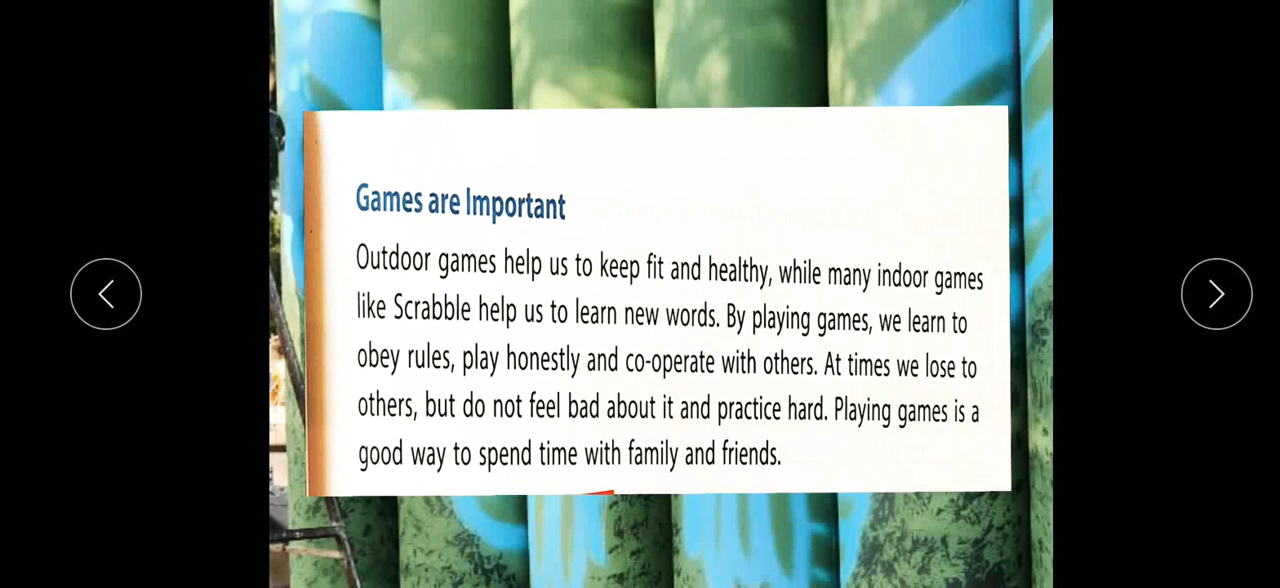 Games are Important
Outdoor games help us to keep fit and healthy, while many indoor games
like Scrabble help us to learn new words. By playing games, we learn to
obey rules, play honestly and co-operate with others. At times we lose to
others, but do not feel bad about it and practice hard. Playing games is a
good way to spend time with family and friends.